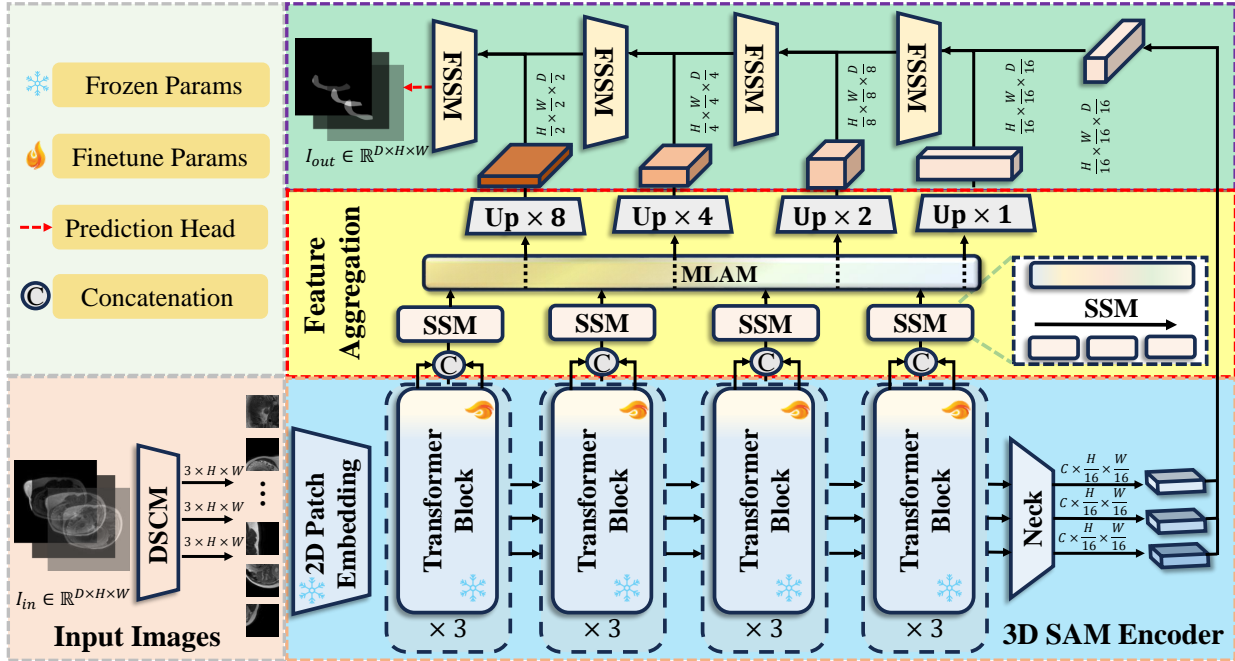 Frozen Params
Finetune Params
Prediction Head
C Concatenation
FSSM
FSSM
FSSM
FSSM
I_out ∈ ℝ^{D×H×W}
H/2 × W/2 × D/2
H/4 × W/4 × D/4
H/8 × W/8 × D/8
H/16 × W/16 × D/16
H/16 × W/16 × D/16
Feature
Aggregation
Up × 8
Up × 4
Up × 2
Up × 1
MLAM
SSM
SSM
SSM
SSM
SSM
C
C
C
C
I_in ∈ ℝ^{D×H×W}
DSCM
3 × H × W
3 × H × W
3 × H × W
Input Images
2D Patch
Embedding
Transformer
Block
× 3
Transformer
Block
× 3
Transformer
Block
× 3
Transformer
Block
× 3
Neck
C × H/16 × W/16
C × H/16 × W/16
C × H/16 × W/16
3D SAM Encoder